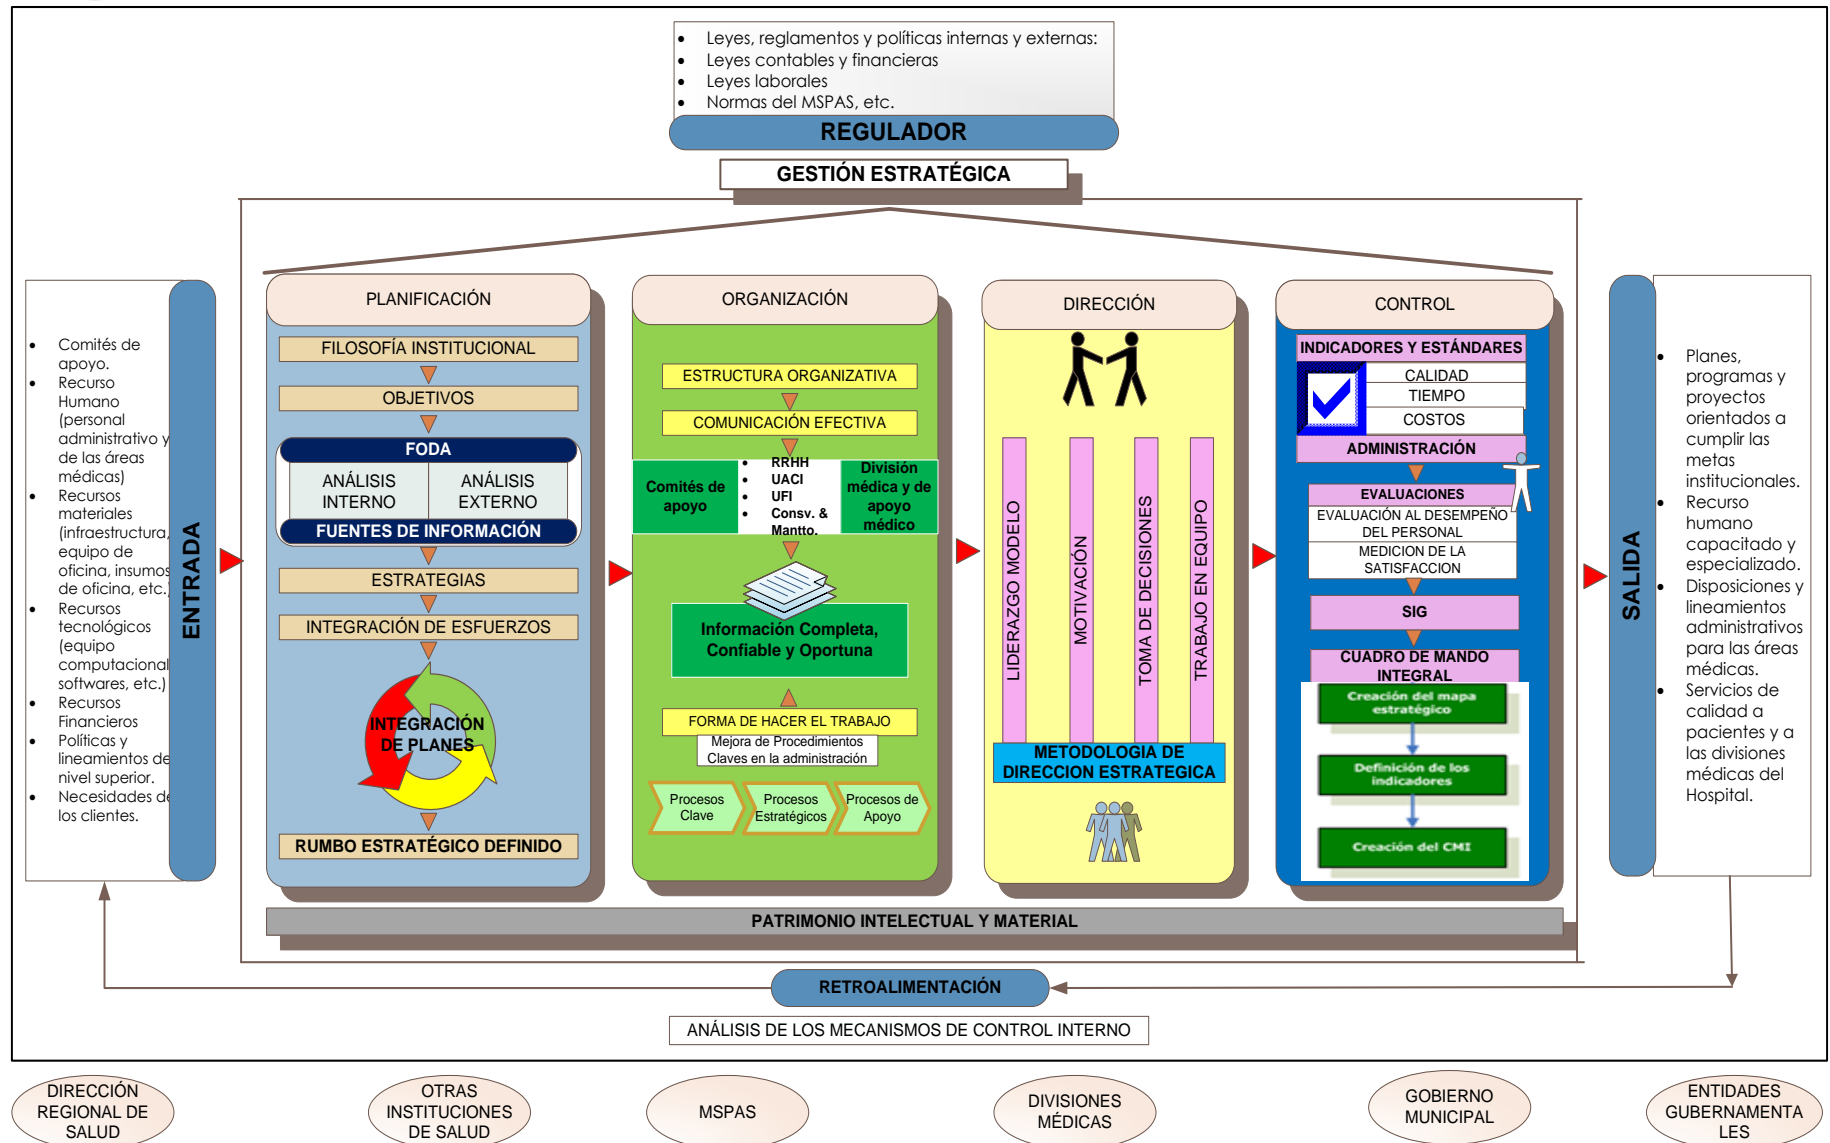 • Leyes, reglamentos y políticas internas y externas:
• Leyes contables y financieras
• Leyes laborales
• Normas del MSPAS, etc.
REGULADOR
GESTIÓN ESTRATÉGICA
• Comités de
apoyo.
• Recurso
Humano
(personal
administrativo y
de las áreas
médicas)
• Recursos
materiales
(infraestructura,
equipo de
oficina, insumos
de oficina, etc.)
• Recursos
tecnológicos
(equipo
computacional
softwares, etc.)
• Recursos
Financieros
• Políticas y
lineamientos de
nivel superior.
• Necesidades de
los clientes.
ENTRADA
PLANIFICACIÓN
FILOSOFÍA INSTITUCIONAL
OBJETIVOS
FODA
ANÁLISIS
INTERNO
ANÁLISIS
EXTERNO
FUENTES DE INFORMACIÓN
ESTRATEGIAS
INTEGRACIÓN DE ESFUERZOS
INTEGRACIÓN
DE PLANES
RUMBO ESTRATÉGICO DEFINIDO
ORGANIZACIÓN
ESTRUCTURA ORGANIZATIVA
COMUNICACIÓN EFECTIVA
Comités de
apoyo
• RRHH
• UACI
• UFI
• Consv. &
Mantto.
División
médica y de
apoyo
médico
Información Completa,
Confiable y Oportuna
FORMA DE HACER EL TRABAJO
Mejora de Procedimientos
Claves en la administración
Procesos
Clave
Procesos
Estratégicos
Procesos de
Apoyo
DIRECCIÓN
LIDERAZGO MODELO
MOTIVACIÓN
TOMA DE DECISIONES
TRABAJO EN EQUIPO
METODOLOGIA DE
DIRECCION ESTRATEGICA
CONTROL
INDICADORES Y ESTÁNDARES
CALIDAD
TIEMPO
COSTOS
ADMINISTRACIÓN
EVALUACIONES
EVALUACIÓN AL DESEMPEÑO
DEL PERSONAL
MEDICION DE LA
SATISFACCION
SIG
CUADRO DE MANDO
INTEGRAL
Creación del mapa
estratégico
Definición de los
indicadores
Creación del CMI
SALIDA
• Planes,
programas y
proyectos
orientados a
cumplir las
metas
institucionales.
• Recurso
humano
capacitado y
especializado.
• Disposiciones y
lineamientos
administrativos
para las áreas
médicas.
• Servicios de
calidad a
pacientes y a
las divisiones
médicas del
Hospital.
PATRIMONIO INTELECTUAL Y MATERIAL
RETROALIMENTACIÓN
ANÁLISIS DE LOS MECANISMOS DE CONTROL INTERNO
DIRECCIÓN
REGIONAL DE
SALUD
OTRAS
INSTITUCIONES
DE SALUD
MSPAS
DIVISIONES
MÉDICAS
GOBIERNO
MUNICIPAL
ENTIDADES
GUBERNAMENTA
LES